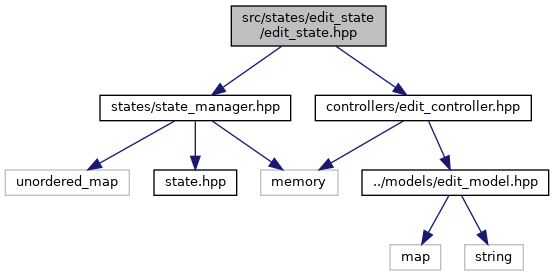 src/states/edit_state
/edit_state.hpp
states/state_manager.hpp
controllers/edit_controller.hpp
unordered_map
state.hpp
memory
../models/edit_model.hpp
map
string